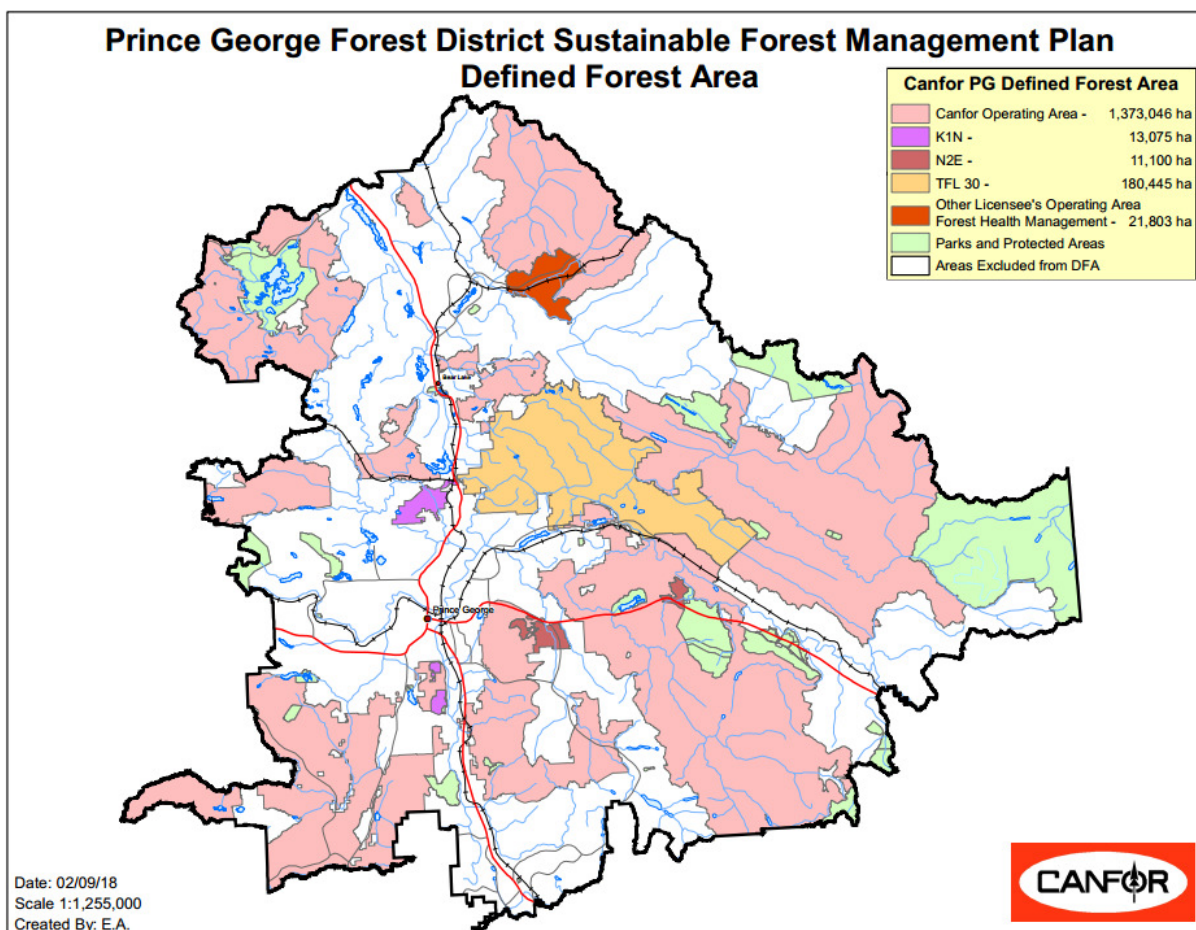 Prince George Forest District Sustainable Forest Management Plan
Defined Forest Area
Canfor PG Defined Forest Area
Canfor Operating Area - 1,373,046 ha
K1N - 13,075 ha
N2E - 11,100 ha
TFL 30 - 180,445 ha
Other Licensee's Operating Area
Forest Health Management - 21,803 ha
Parks and Protected Areas
Areas Excluded from DFA
Bear Lake
Prince George
Date: 02/09/18
Scale 1:1,255,000
Created By: E.A.
CANFOR